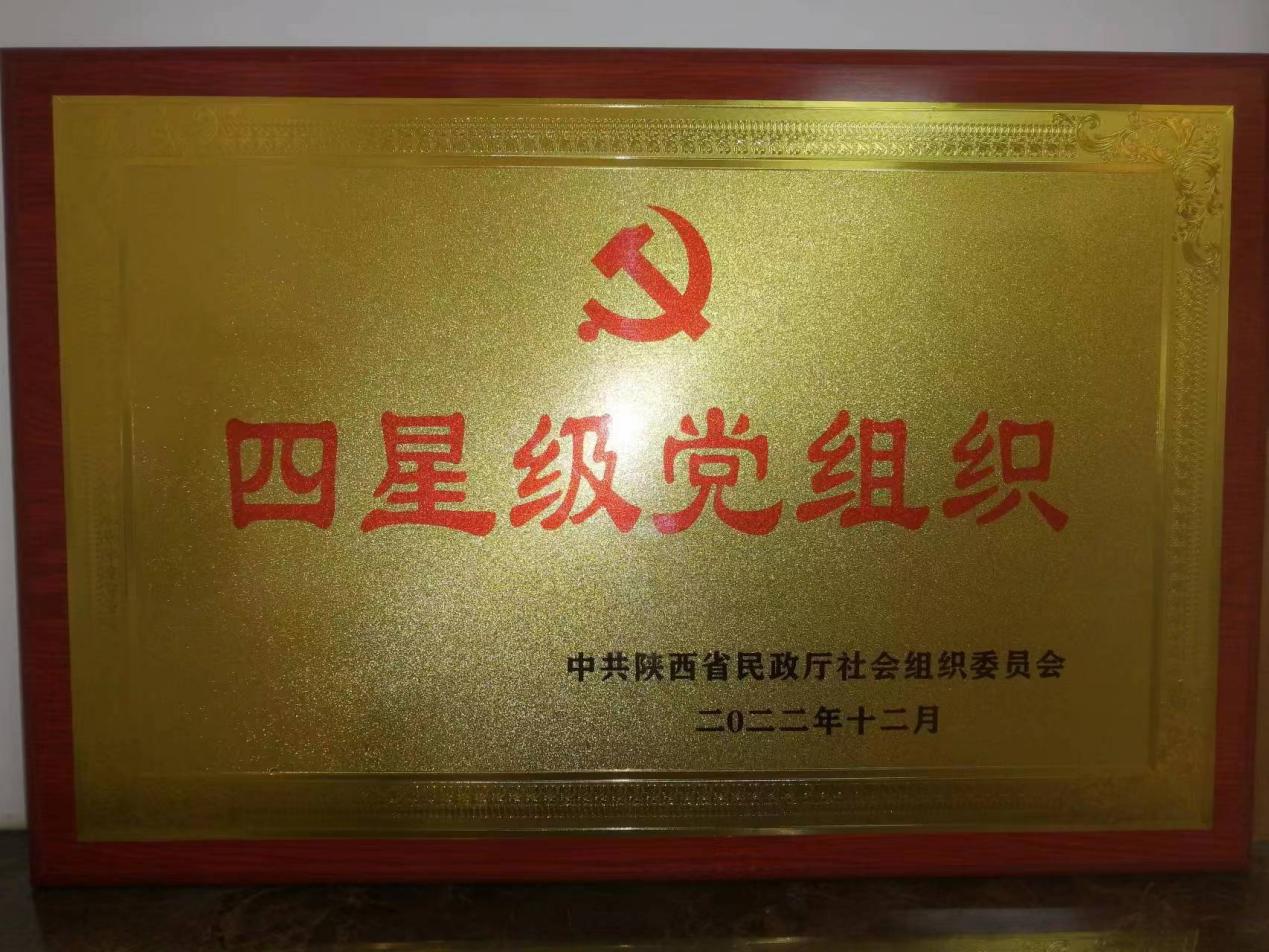 四星级党组织
中共陕西省民政厅社会组织委员会
二0二二年十二月